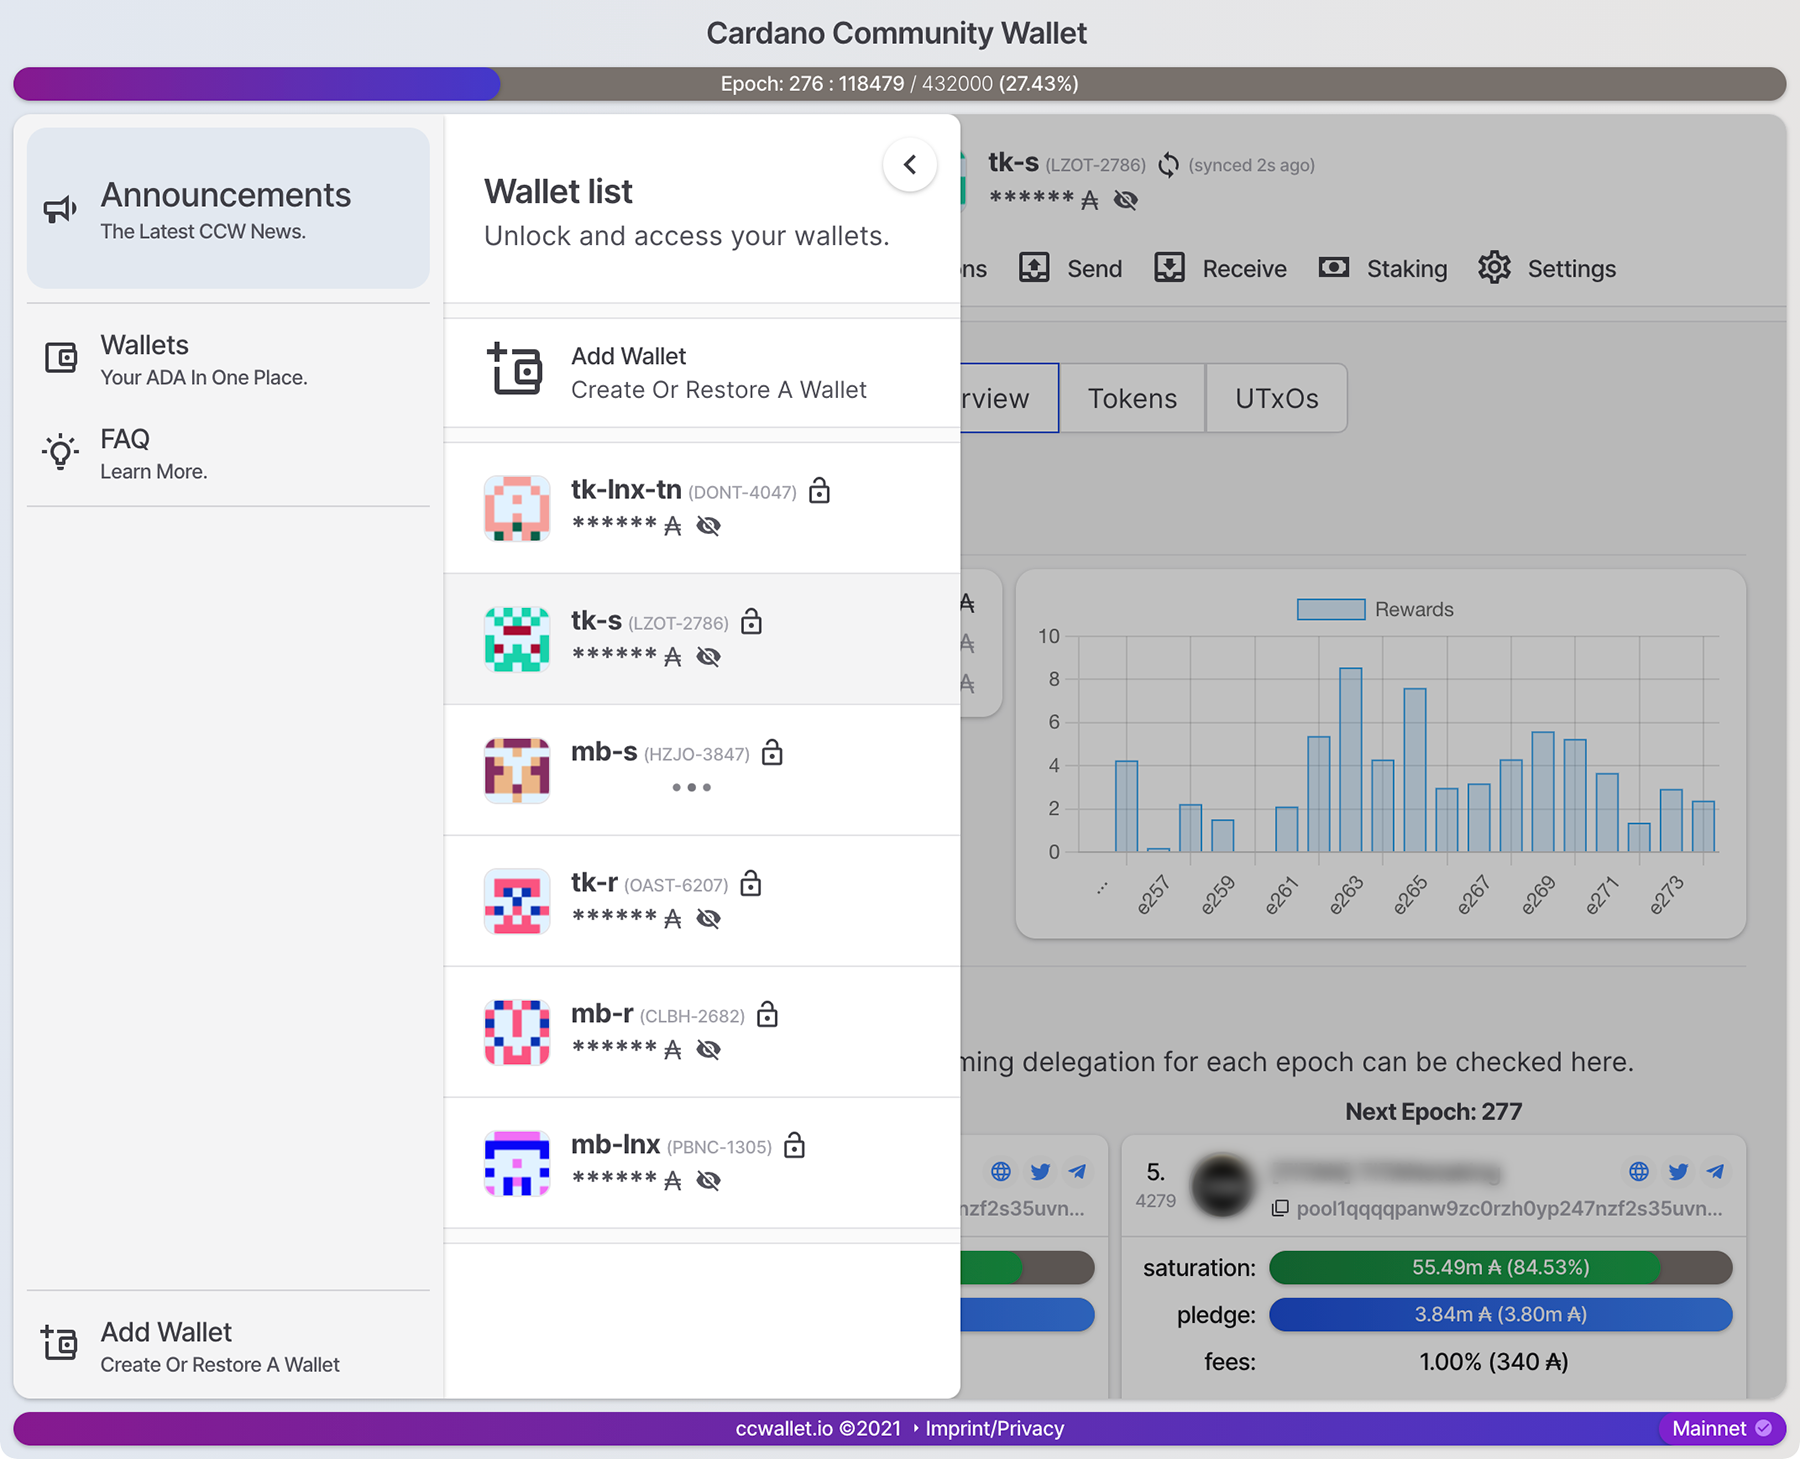 Cardano Community Wallet
Epoch: 276 : 118479 / 432000 (27.43%)
Announcements
The Latest CCW News.
Wallets
Your ADA In One Place.
FAQ
Learn More.
Add Wallet
Create Or Restore A Wallet
Wallet list
Unlock and access your wallets.
Add Wallet
Create Or Restore A Wallet
tk-lnx-tn (DONT-4047)
****** ₳
tk-s (LZOT-2786)
****** ₳
mb-s (HZJO-3847)
•••
tk-r (OAST-6207)
****** ₳
mb-r (CLBH-2682)
****** ₳
mb-lnx (PBNC-1305)
****** ₳
tk-s (LZOT-2786) (synced 2s ago)
****** ₳
ons Send Receive Staking Settings
rview Tokens UTxOs
₳
₳
₳
Rewards
10
8
6
4
2
0
... e257 e259 e261 e263 e265 e267 e269 e271 e273
ming delegation for each epoch can be checked here.
Next Epoch: 277
nzf2s35uvn...
5.
4279
pool1qqqqpanw9zc0rzh0yp247nzf2s35uvn...
saturation: 55.49m ₳ (84.53%)
pledge: 3.84m ₳ (3.80m ₳)
fees: 1.00% (340 ₳)
ccwallet.io ©2021 ‣ Imprint/Privacy
Mainnet